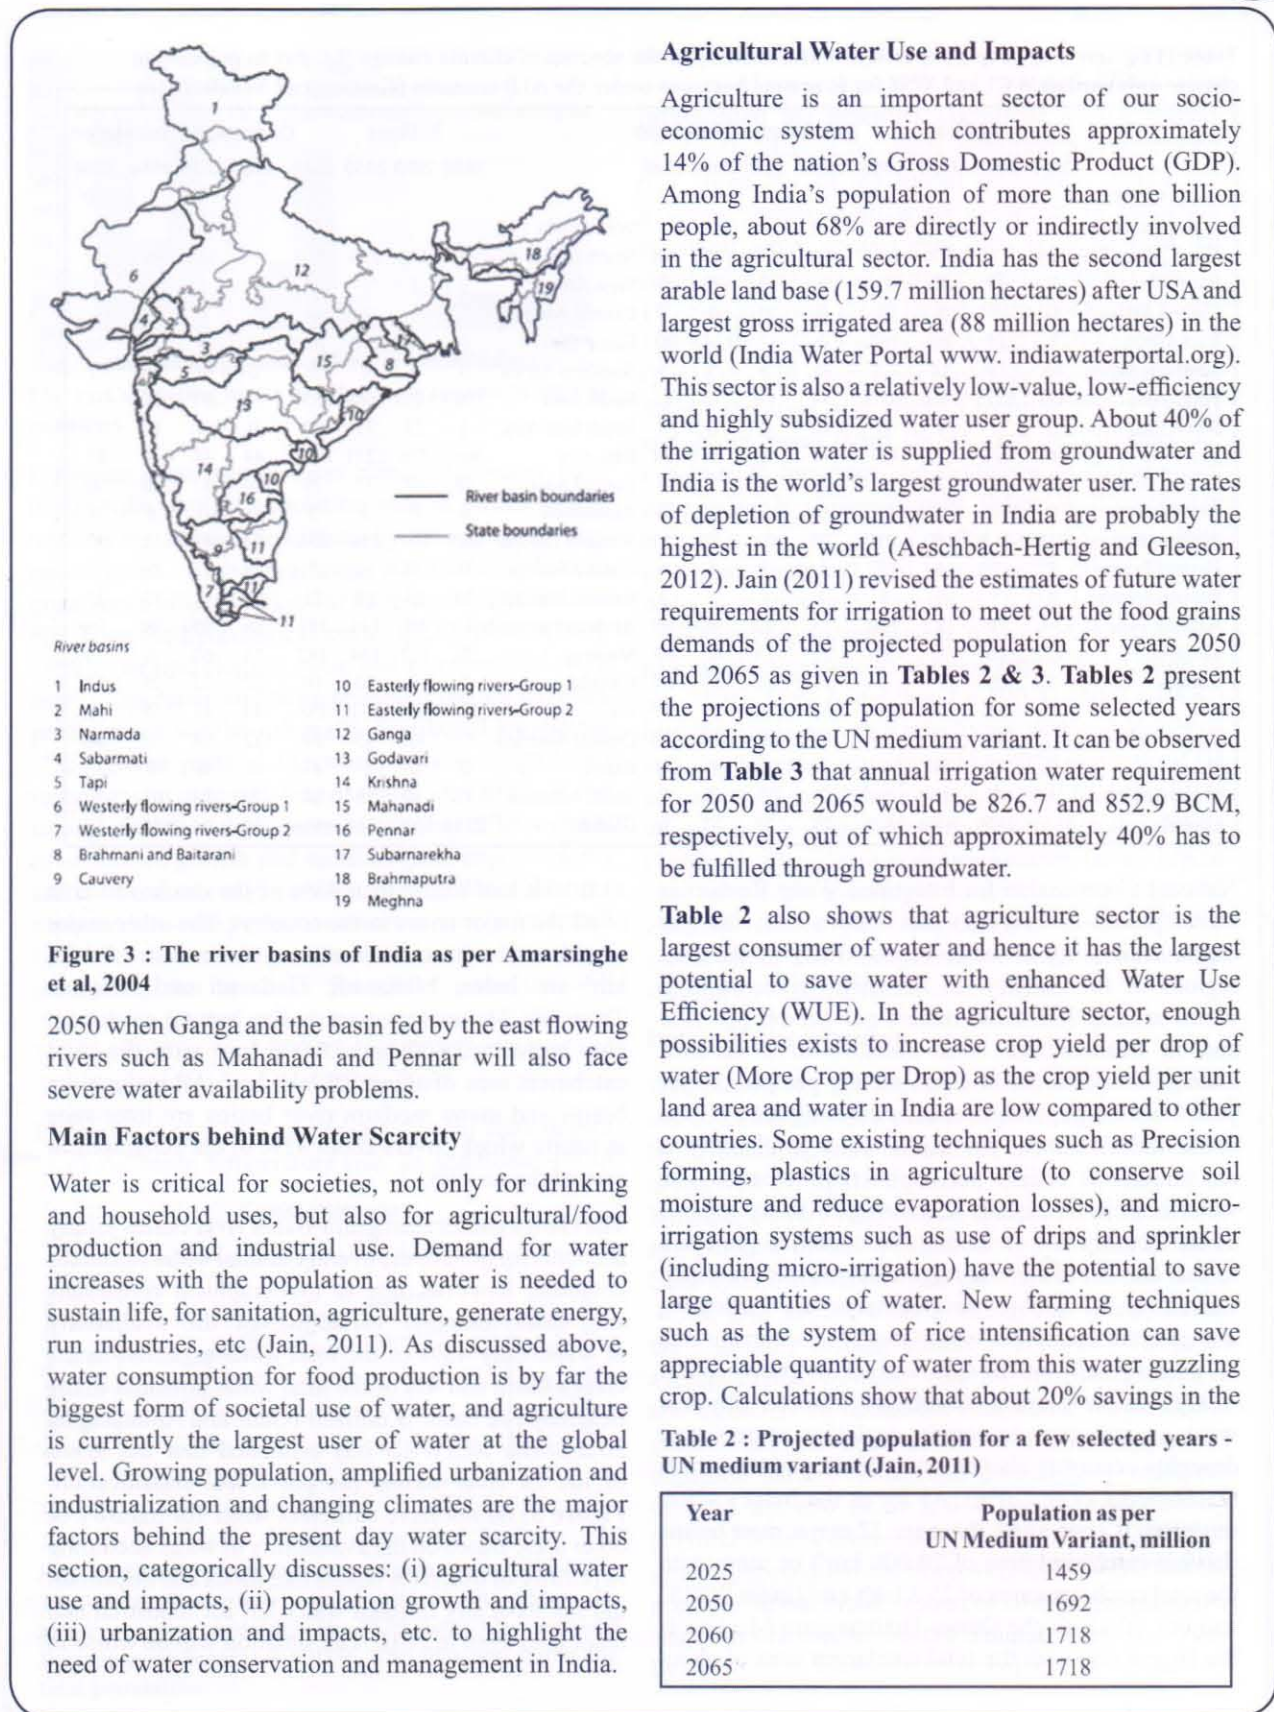 1
6
12
18
19
4
2
3
5
15
8
17
13
10
10
14
10
16
9
11
7
11
River basin boundaries
State boundaries
River basins
1 Indus
2 Mahi
3 Narmada
4 Sabarmati
5 Tapi
6 Westerly flowing rivers-Group 1
7 Westerly flowing rivers-Group 2
8 Brahmani and Baitarani
9 Cauvery
10 Easterly flowing rivers-Group 1
11 Easterly flowing rivers-Group 2
12 Ganga
13 Godavari
14 Krishna
15 Mahanadi
16 Pennar
17 Subarnarekha
18 Brahmaputra
19 Meghna
Figure 3 : The river basins of India as per Amarsinghe
et al, 2004
2050 when Ganga and the basin fed by the east flowing
rivers such as Mahanadi and Pennar will also face
severe water availability problems.
Main Factors behind Water Scarcity
Water is critical for societies, not only for drinking
and household uses, but also for agricultural/food
production and industrial use. Demand for water
increases with the population as water is needed to
sustain life, for sanitation, agriculture, generate energy,
run industries, etc (Jain, 2011). As discussed above,
water consumption for food production is by far the
biggest form of societal use of water, and agriculture
is currently the largest user of water at the global
level. Growing population, amplified urbanization and
industrialization and changing climates are the major
factors behind the present day water scarcity. This
section, categorically discusses: (i) agricultural water
use and impacts, (ii) population growth and impacts,
(iii) urbanization and impacts, etc. to highlight the
need of water conservation and management in India.
Agricultural Water Use and Impacts
Agriculture is an important sector of our socio-
economic system which contributes approximately
14% of the nation's Gross Domestic Product (GDP).
Among India's population of more than one billion
people, about 68% are directly or indirectly involved
in the agricultural sector. India has the second largest
arable land base (159.7 million hectares) after USA and
largest gross irrigated area (88 million hectares) in the
world (India Water Portal www. indiawaterportal.org).
This sector is also a relatively low-value, low-efficiency
and highly subsidized water user group. About 40% of
the irrigation water is supplied from groundwater and
India is the world's largest groundwater user. The rates
of depletion of groundwater in India are probably the
highest in the world (Aeschbach-Hertig and Gleeson,
2012). Jain (2011) revised the estimates of future water
requirements for irrigation to meet out the food grains
demands of the projected population for years 2050
and 2065 as given in Tables 2 & 3. Tables 2 present
the projections of population for some selected years
according to the UN medium variant. It can be observed
from Table 3 that annual irrigation water requirement
for 2050 and 2065 would be 826.7 and 852.9 BCM,
respectively, out of which approximately 40% has to
be fulfilled through groundwater.
Table 2 also shows that agriculture sector is the
largest consumer of water and hence it has the largest
potential to save water with enhanced Water Use
Efficiency (WUE). In the agriculture sector, enough
possibilities exists to increase crop yield per drop of
water (More Crop per Drop) as the crop yield per unit
land area and water in India are low compared to other
countries. Some existing techniques such as Precision
forming, plastics in agriculture (to conserve soil
moisture and reduce evaporation losses), and micro-
irrigation systems such as use of drips and sprinkler
(including micro-irrigation) have the potential to save
large quantities of water. New farming techniques
such as the system of rice intensification can save
appreciable quantity of water from this water guzzling
crop. Calculations show that about 20% savings in the
Table 2 : Projected population for a few selected years -
UN medium variant (Jain, 2011)
Year Population as per
UN Medium Variant, million
2025 1459
2050 1692
2060 1718
2065 1718